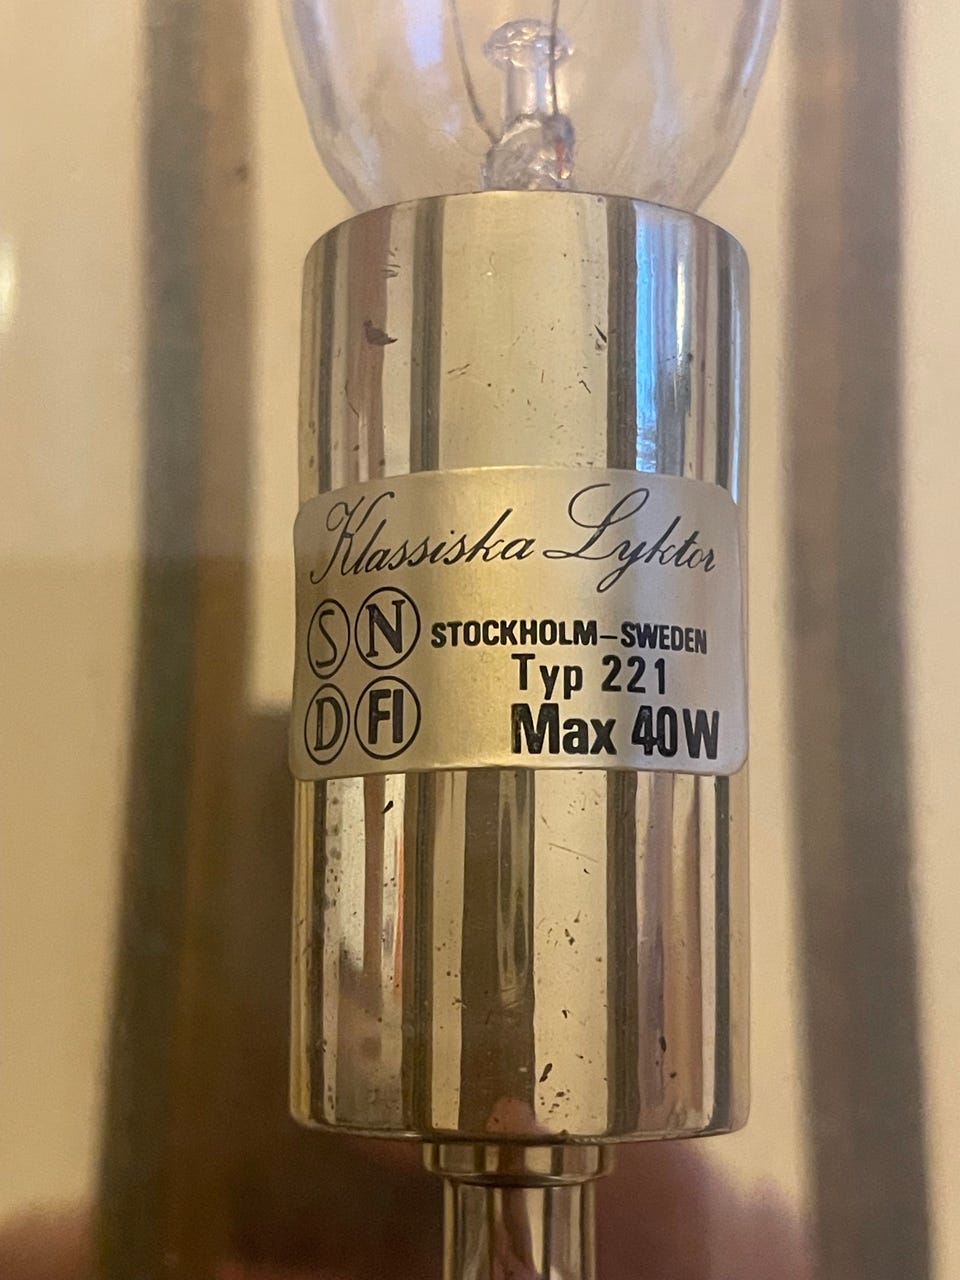 Klassiska Lyktor
S N STOCKHOLM–SWEDEN
Typ 221
D FI Max 40W